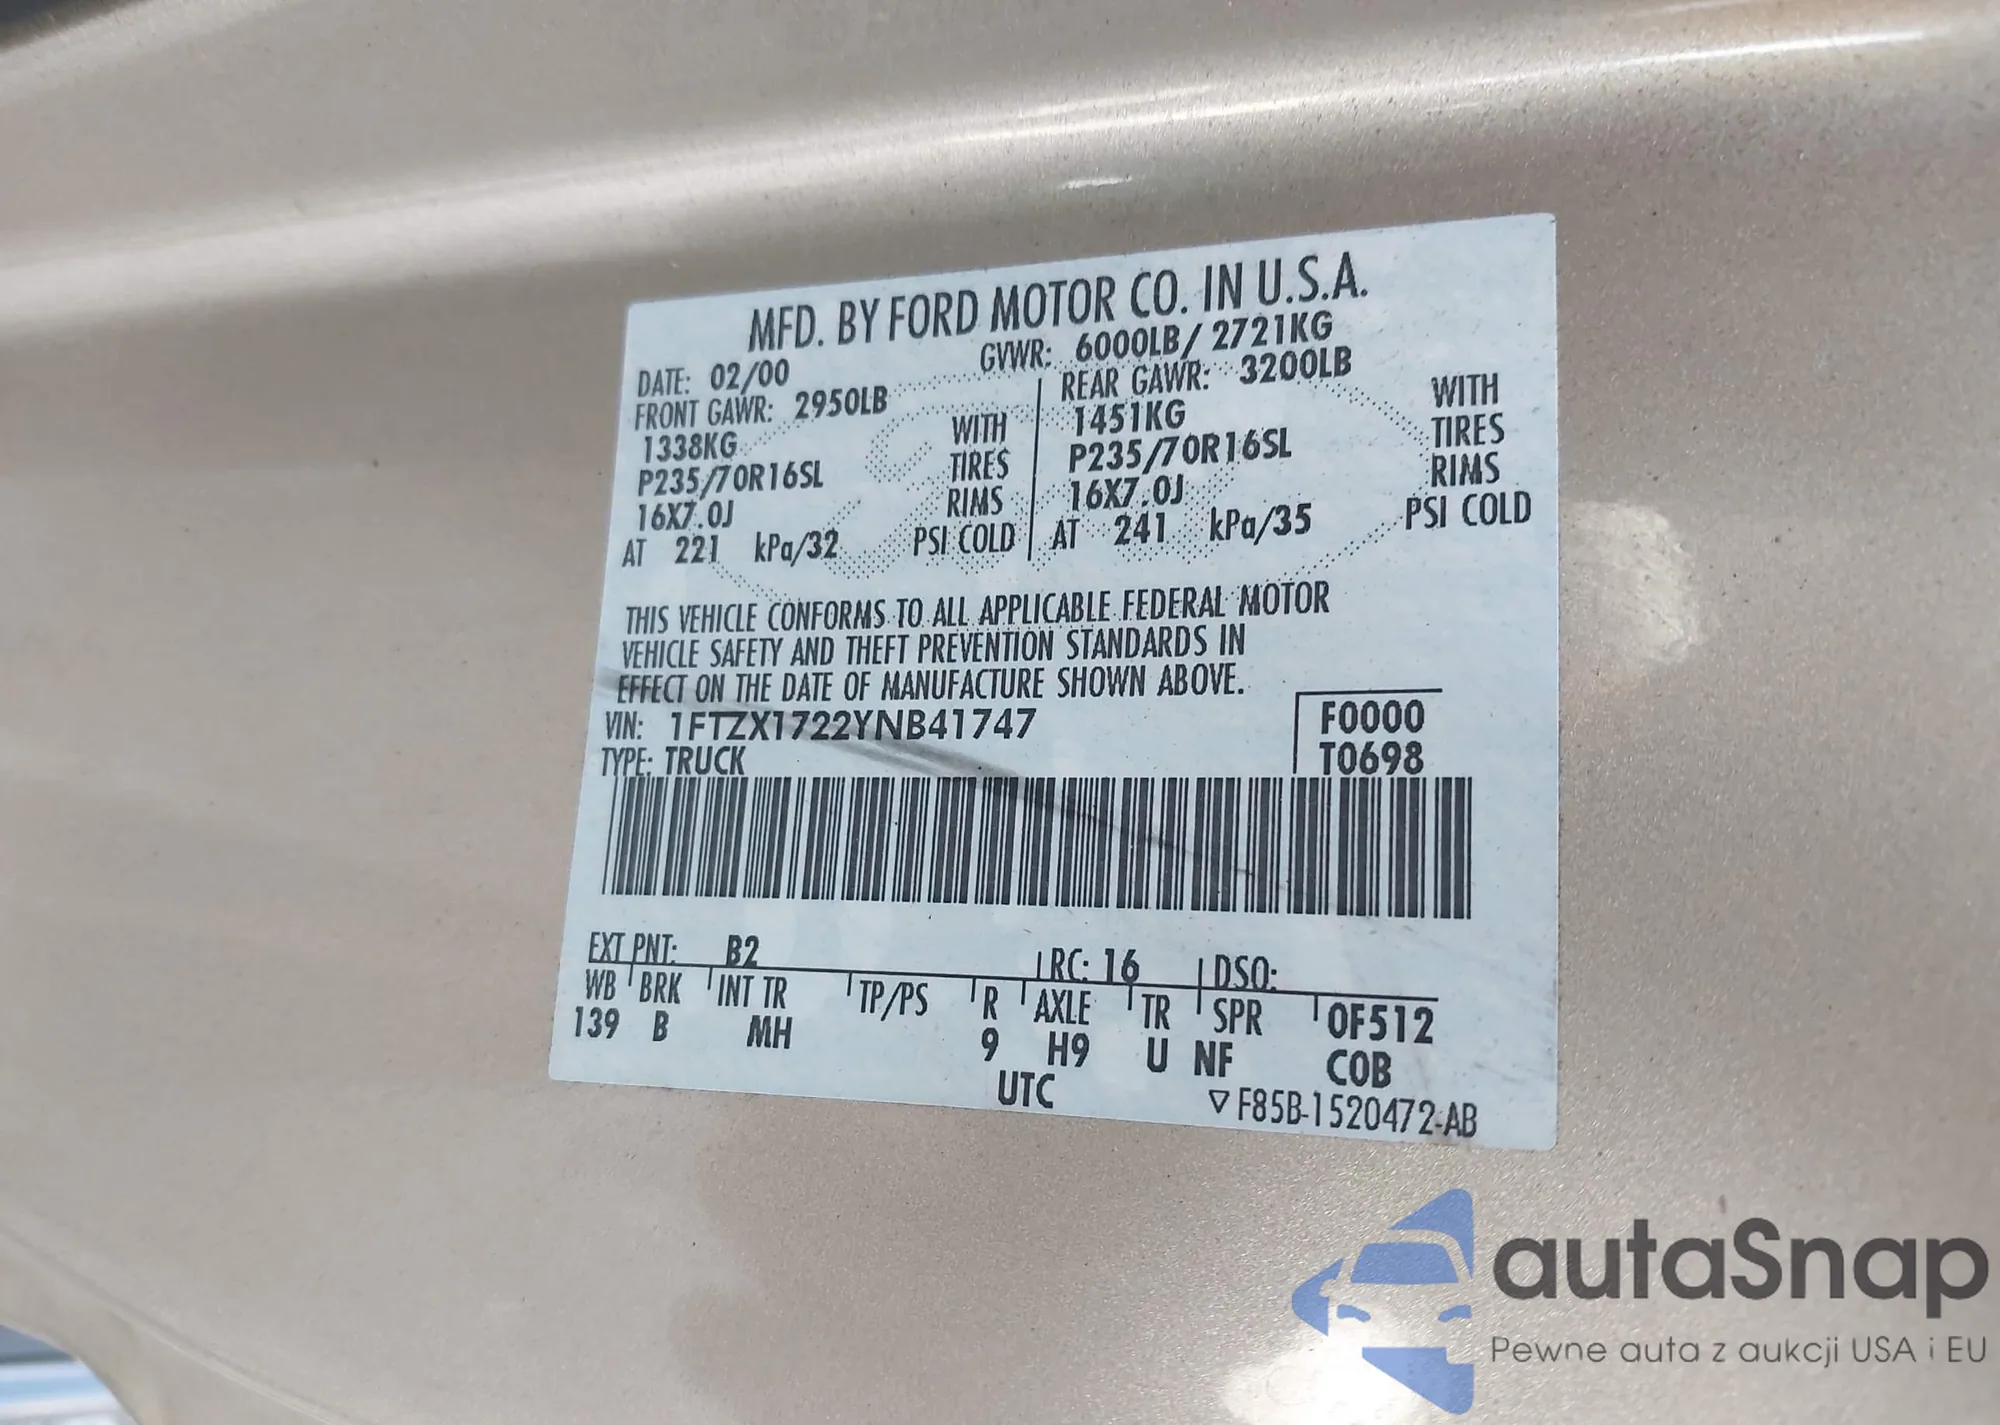 MFD. BY FORD MOTOR CO. IN U.S.A.
DATE: 02/00 GVWR: 6000LB/ 2721KG
FRONT GAWR: 2950LB REAR GAWR: 3200LB
1338KG WITH 1451KG WITH
P235/70R16SL TIRES P235/70R16SL TIRES
16X7.0J RIMS 16X7.0J RIMS
AT 221 kPa/32 PSI COLD AT 241 kPa/35 PSI COLD
THIS VEHICLE CONFORMS TO ALL APPLICABLE FEDERAL MOTOR
VEHICLE SAFETY AND THEFT PREVENTION STANDARDS IN
EFFECT ON THE DATE OF MANUFACTURE SHOWN ABOVE.
VIN: 1FTZX1722YNB41747 F0000
TYPE: TRUCK T0698
EXT PNT: B2 RC: 16 DSO:
WB BRK INT TR TP/PS R AXLE TR SPR 0F512
139 B MH 9 H9 U NF COB
UTC ▽F85B-1520472-AB
autaSnap
Pewne auta z aukcji USA i EU